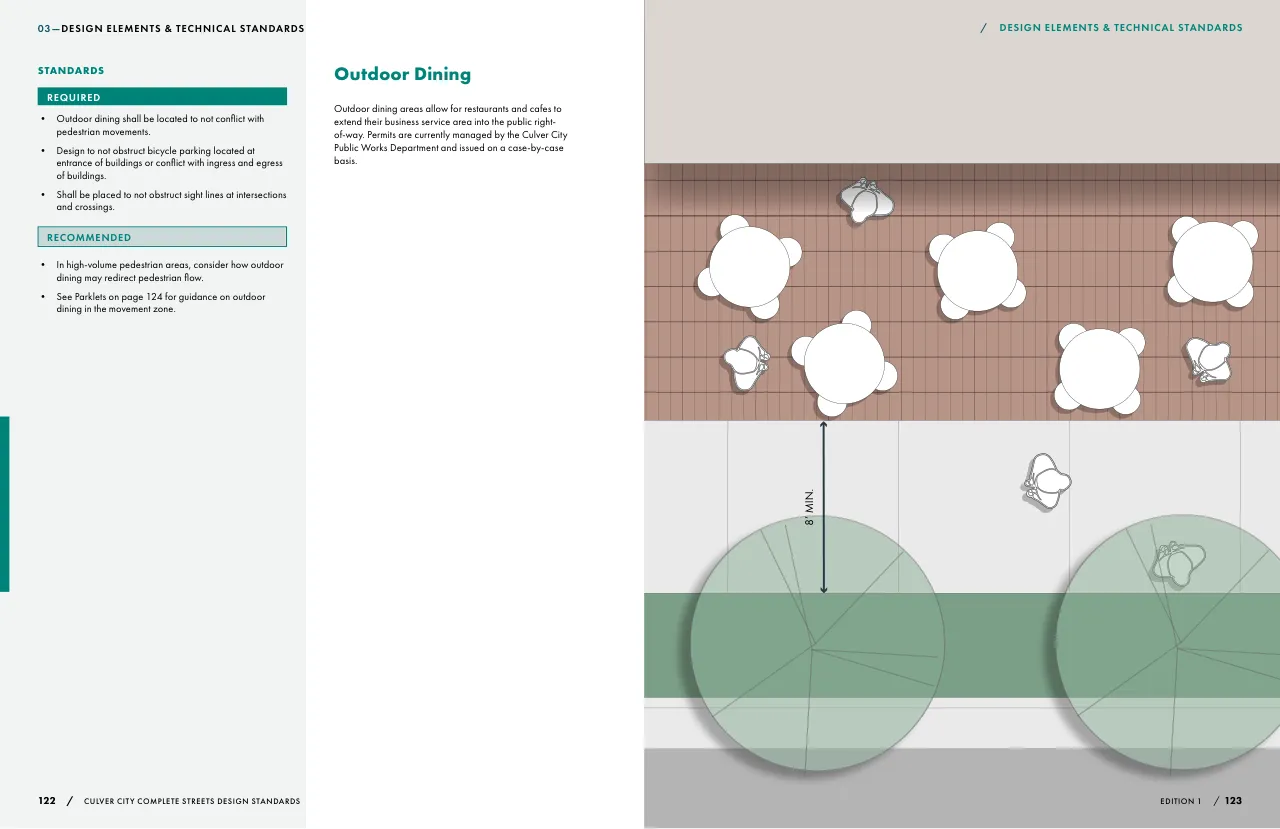 03—DESIGN ELEMENTS & TECHNICAL STANDARDS
STANDARDS
REQUIRED
• Outdoor dining shall be located to not conflict with
pedestrian movements.
• Design to not obstruct bicycle parking located at
entrance of buildings or conflict with ingress and egress
of buildings.
• Shall be placed to not obstruct sight lines at intersections
and crossings.
RECOMMENDED
• In high-volume pedestrian areas, consider how outdoor
dining may redirect pedestrian flow.
• See Parklets on page 124 for guidance on outdoor
dining in the movement zone.
122 / CULVER CITY COMPLETE STREETS DESIGN STANDARDS
Outdoor Dining
Outdoor dining areas allow for restaurants and cafes to
extend their business service area into the public right-
of-way. Permits are currently managed by the Culver City
Public Works Department and issued on a case-by-case
basis.
/ DESIGN ELEMENTS & TECHNICAL STANDARDS
8' MIN.
EDITION 1 / 123